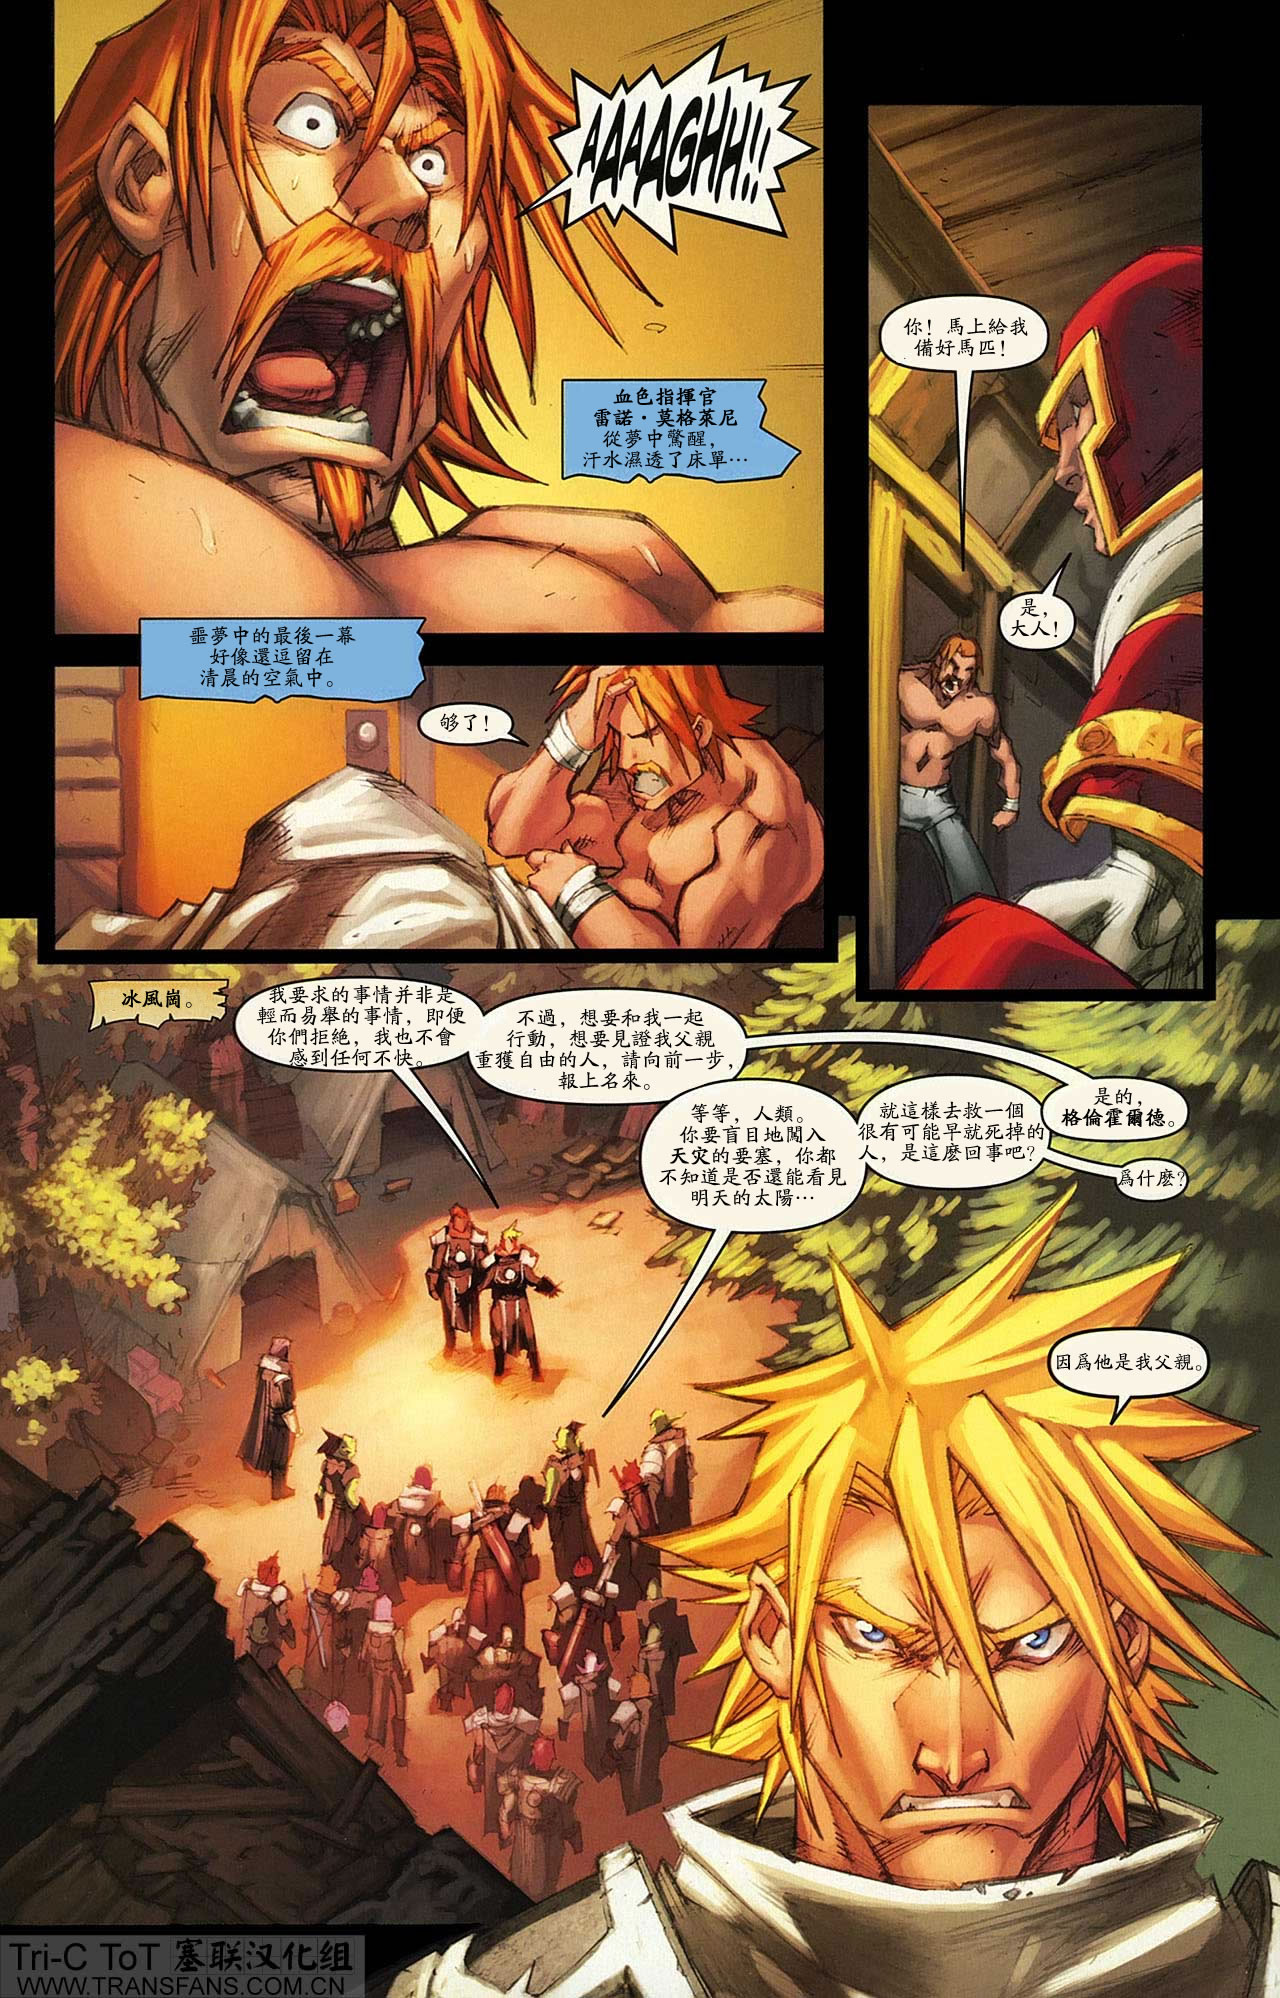 AAAAGHH!!
血色指揮官
雷諾·莫格萊尼
從夢中驚醒，
汗水濕透了床單…
噩夢中的最後一幕
好像還逗留在
清晨的空氣中。
够了！
你！馬上給我
備好馬匹！
是，
大人！
冰風崗。
我要求的事情并非是
輕而易舉的事情，即便
你們拒絶，我也不會
感到任何不快。
不過，想要和我一起
行動，想要見證我父親
重獲自由的人，請向前一步，
報上名來。
等等，人類。
你要盲目地闖入
天灾的要塞，你都
不知道是否還能看見
明天的太陽…
就這樣去救一個
很有可能早就死掉的
人，是這麽回事吧？
是的，
格倫霍爾德。
爲什麽？
因爲他是我父親。
Tri-C ToT 塞联汉化组
WWW.TRANSFANS.COM.CN